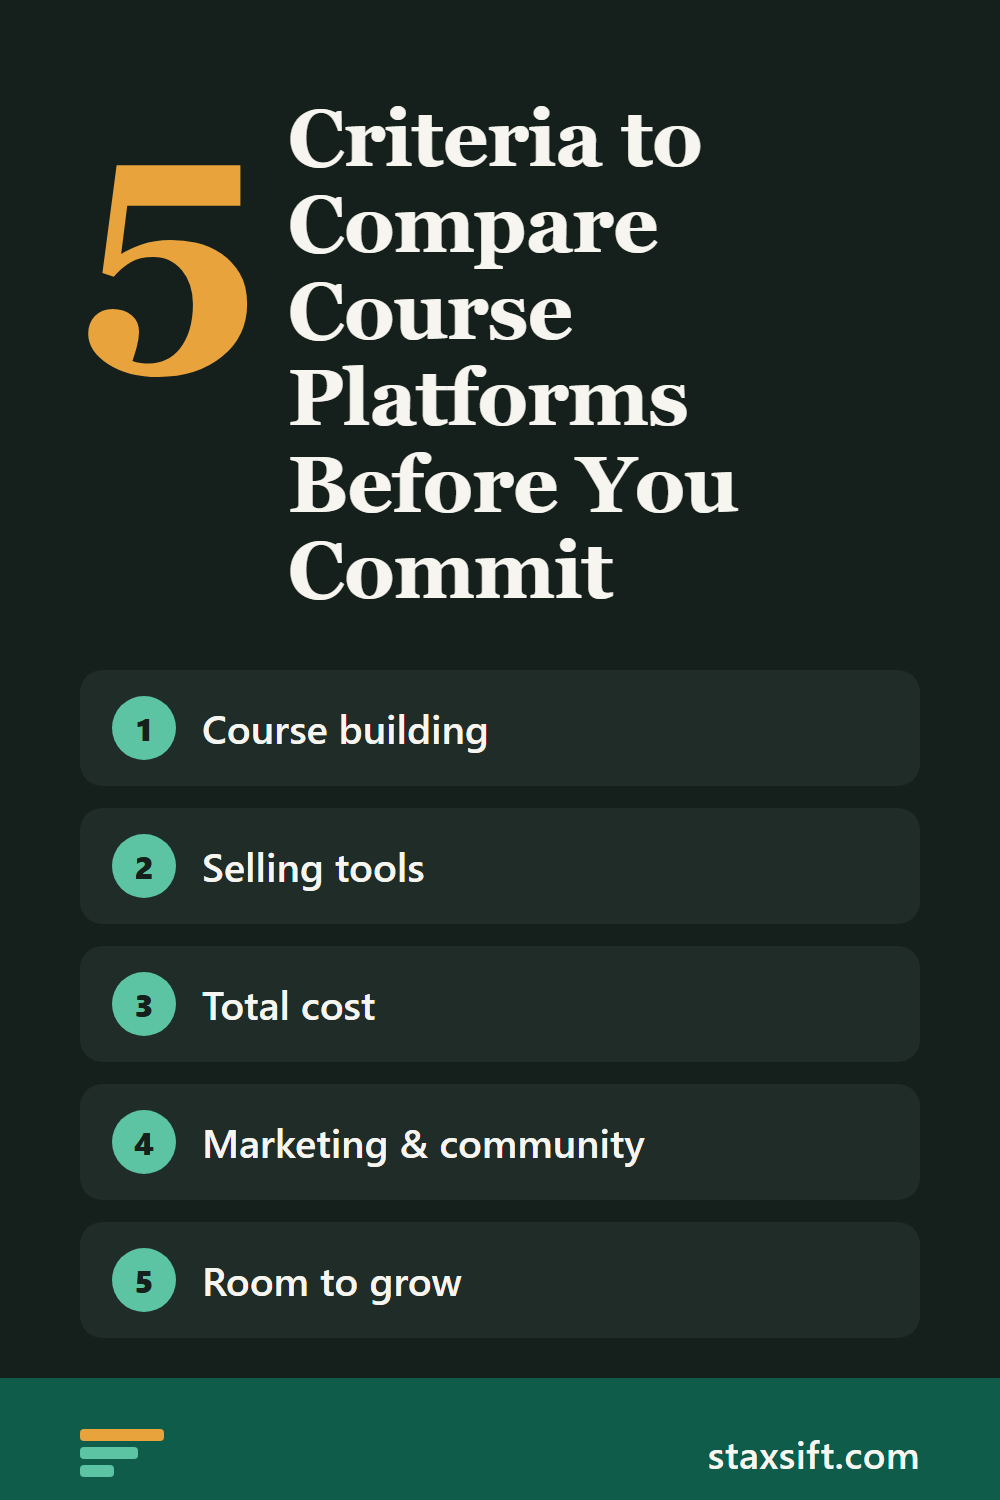 5
Criteria to
Compare
Course
Platforms
Before You
Commit
1 Course building
2 Selling tools
3 Total cost
4 Marketing & community
5 Room to grow
staxsift.com